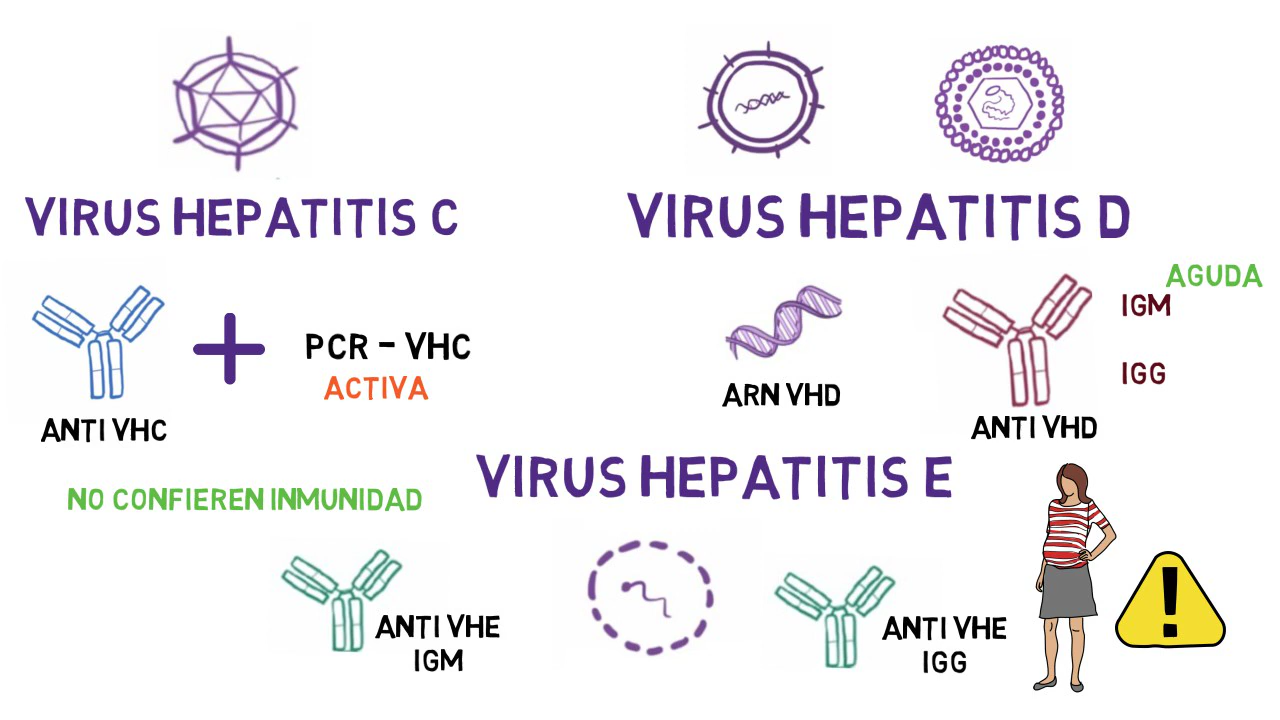 VIRUS HEPATITIS C
ANTI VHC
PCR - VHC
ACTIVA
NO CONFIEREN INMUNIDAD
VIRUS HEPATITIS D
ARN VHD
ANTI VHD
AGUDA
IGM
IGG
VIRUS HEPATITIS E
ANTI VHE
IGM
ANTI VHE
IGG